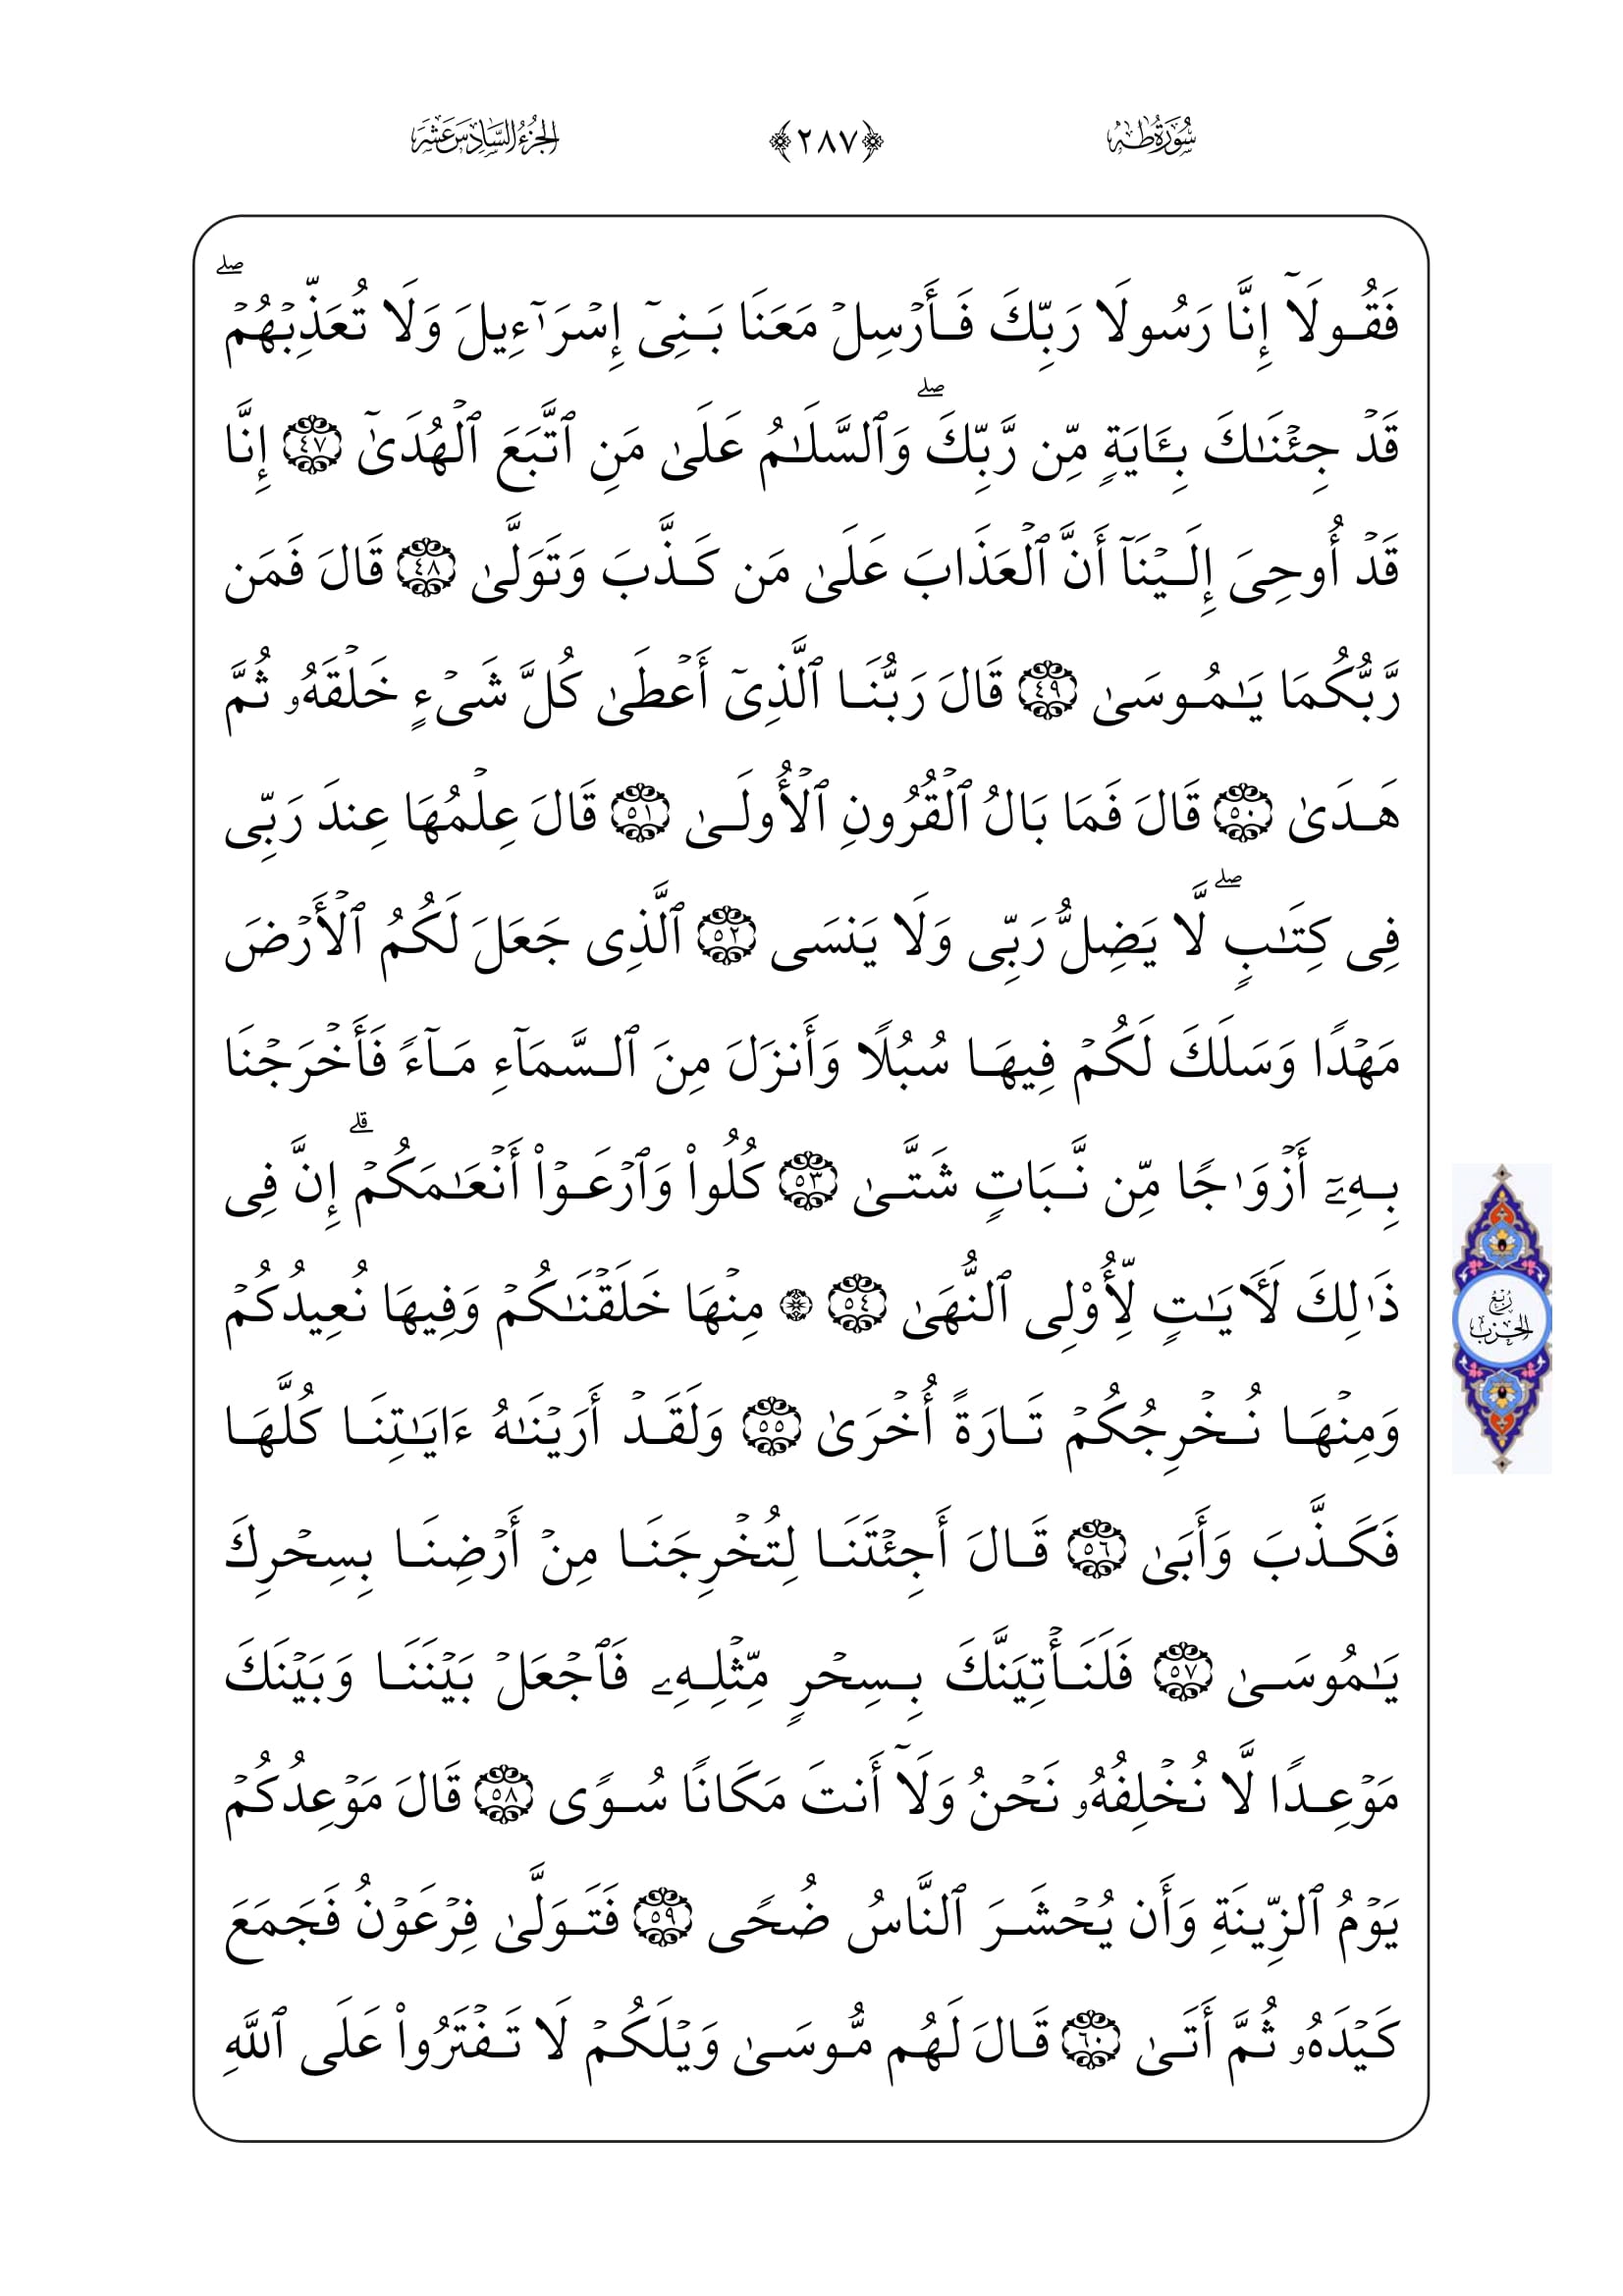 سُورَةُ طه ﴿٢٨٧﴾ الجُزْءُ السَّادِسَ عَشَرَ
فَقُولَآ إِنَّا رَسُولَا رَبِّكَ فَأَرۡسِلۡ مَعَنَا بَنِىٓ إِسۡرَٰٓءِيلَ وَلَا تُعَذِّبۡهُمۡۖ
قَدۡ جِئۡنَٰكَ بِـَٔايَةٍ مِّن رَّبِّكَۖ وَٱلسَّلَٰمُ عَلَىٰ مَنِ ٱتَّبَعَ ٱلۡهُدَىٰٓ ٤٧ إِنَّا
قَدۡ أُوحِىَ إِلَيۡنَآ أَنَّ ٱلۡعَذَابَ عَلَىٰ مَن كَذَّبَ وَتَوَلَّىٰ ٤٨ قَالَ فَمَن
رَّبُّكُمَا يَٰمُوسَىٰ ٤٩ قَالَ رَبُّنَا ٱلَّذِىٓ أَعۡطَىٰ كُلَّ شَىۡءٍ خَلۡقَهُۥ ثُمَّ
هَدَىٰ ٥٠ قَالَ فَمَا بَالُ ٱلۡقُرُونِ ٱلۡأُولَىٰ ٥١ قَالَ عِلۡمُهَا عِندَ رَبِّى
فِى كِتَٰبٍۖ لَّا يَضِلُّ رَبِّى وَلَا يَنسَى ٥٢ ٱلَّذِى جَعَلَ لَكُمُ ٱلۡأَرۡضَ
مَهۡدًا وَسَلَكَ لَكُمۡ فِيهَا سُبُلًا وَأَنزَلَ مِنَ ٱلسَّمَآءِ مَآءً فَأَخۡرَجۡنَا
بِهِۦٓ أَزۡوَٰجًا مِّن نَّبَاتٍ شَتَّىٰ ٥٣ كُلُواْ وَٱرۡعَوۡاْ أَنۡعَٰمَكُمۡۗ إِنَّ فِى
ذَٰلِكَ لَأٓيَٰتٍ لِّأُوْلِى ٱلنُّهَىٰ ٥٤ ۞ مِنۡهَا خَلَقۡنَٰكُمۡ وَفِيهَا نُعِيدُكُمۡ
رُبْعُ الحِزْبِ
وَمِنۡهَا نُخۡرِجُكُمۡ تَارَةً أُخۡرَىٰ ٥٥ وَلَقَدۡ أَرَيۡنَٰهُ ءَايَٰتِنَا كُلَّهَا
فَكَذَّبَ وَأَبَىٰ ٥٦ قَالَ أَجِئۡتَنَا لِتُخۡرِجَنَا مِنۡ أَرۡضِنَا بِسِحۡرِكَ
يَٰمُوسَىٰ ٥٧ فَلَنَأۡتِيَنَّكَ بِسِحۡرٍ مِّثۡلِهِۦ فَٱجۡعَلۡ بَيۡنَنَا وَبَيۡنَكَ
مَوۡعِدًا لَّا نُخۡلِفُهُۥ نَحۡنُ وَلَآ أَنتَ مَكَانًا سُوًى ٥٨ قَالَ مَوۡعِدُكُمۡ
يَوۡمُ ٱلزِّينَةِ وَأَن يُحۡشَرَ ٱلنَّاسُ ضُحًى ٥٩ فَتَوَلَّىٰ فِرۡعَوۡنُ فَجَمَعَ
كَيۡدَهُۥ ثُمَّ أَتَىٰ ٦٠ قَالَ لَهُم مُّوسَىٰ وَيۡلَكُمۡ لَا تَفۡتَرُواْ عَلَى ٱللَّهِ